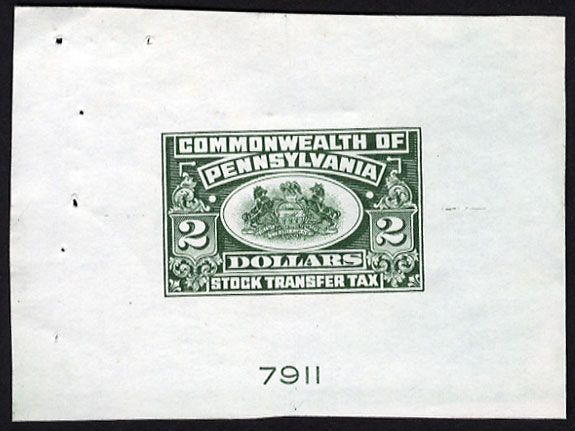 COMMONWEALTH OF
PENNSYLVANIA
2 2
DOLLARS
STOCK TRANSFER TAX
7911